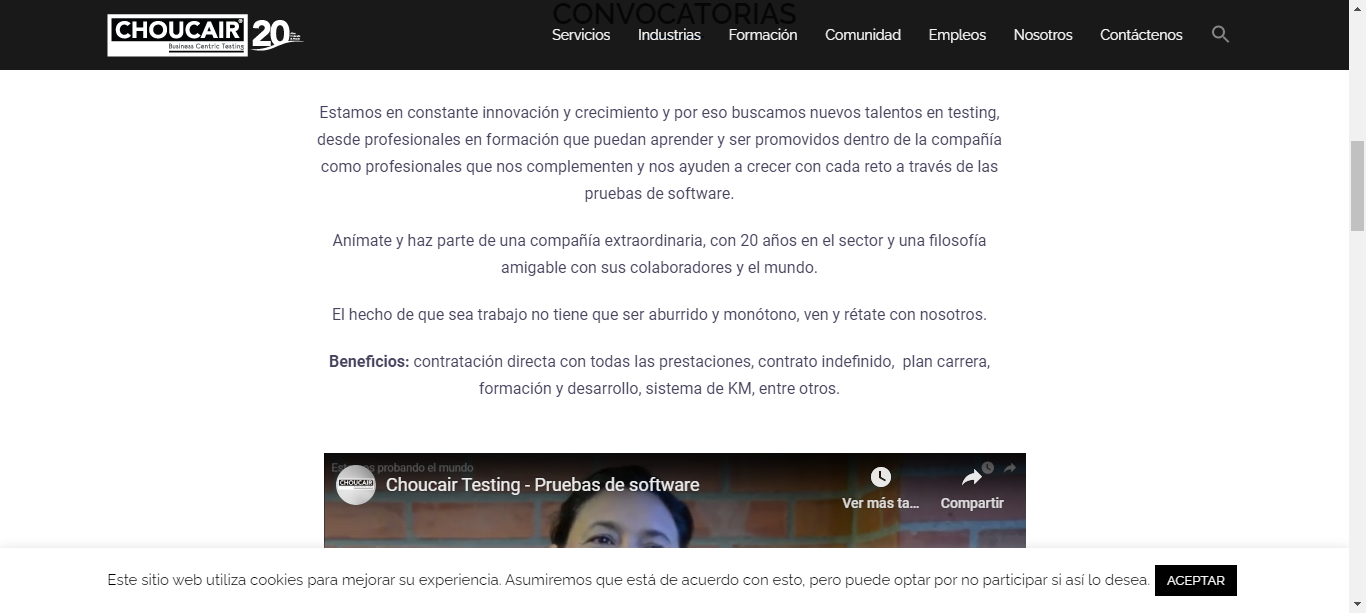 CONVOCATORIAS
CHOUCAIR
Business Centric Testing
20
Servicios
Industrias
Formación
Comunidad
Empleos
Nosotros
Contáctenos
Estamos en constante innovación y crecimiento y por eso buscamos nuevos talentos en testing,
desde profesionales en formación que puedan aprender y ser promovidos dentro de la compañía
como profesionales que nos complementen y nos ayuden a crecer con cada reto a través de las
pruebas de software.
Anímate y haz parte de una compañía extraordinaria, con 20 años en el sector y una filosofía
amigable con sus colaboradores y el mundo.
El hecho de que sea trabajo no tiene que ser aburrido y monótono, ven y rétate con nosotros.
Beneficios: contratación directa con todas las prestaciones, contrato indefinido,  plan carrera,
formación y desarrollo, sistema de KM, entre otros.
probando el mundo
CHOUCAIR
Choucair Testing - Pruebas de software
Ver más ta...
Compartir
Este sitio web utiliza cookies para mejorar su experiencia. Asumiremos que está de acuerdo con esto, pero puede optar por no participar si así lo desea.
ACEPTAR